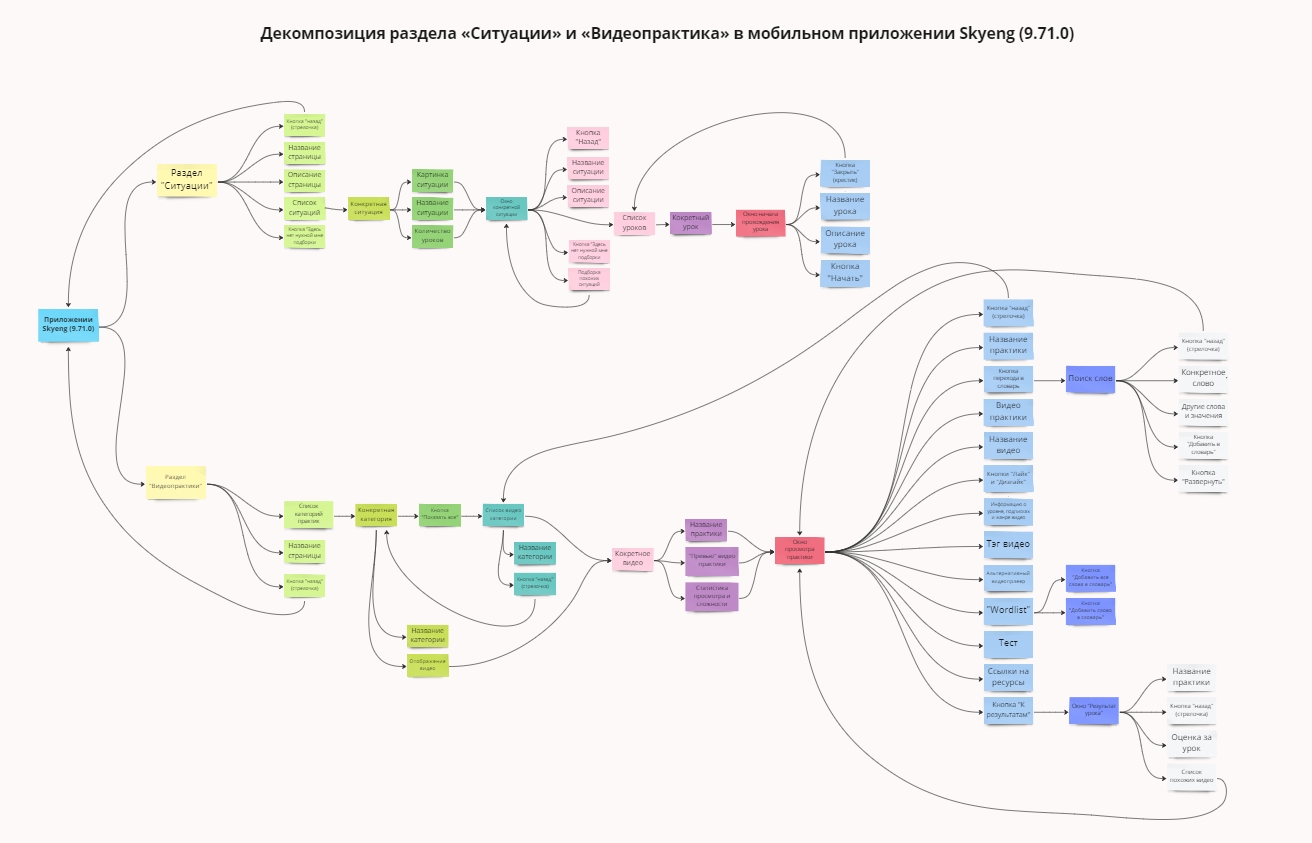 Декомпозиция раздела «Ситуации» и «Видеопрактика» в мобильном приложении Skyeng (9.71.0)
Приложении
Skyeng (9.71.0)
Раздел
"Ситуации"
Кнопка "назад"
(стрелочка)
Название
страницы
Описание
страницы
Список
ситуаций
Кнопка "Здесь
нет нужной мне
подборки
Конкретная
ситуация
Картинка
ситуации
Название
ситуации
Количество
уроков
Окно
конкретной
ситуации
Кнопка
"Назад"
Название
ситуации
Описание
ситуации
Список
уроков
Кнопка "Здесь
нет нужной мне
подборки
Подборка
похожих
ситуаций
Кокретный
урок
Окно начала
прохождения
урока
Кнопка
"Закрыть"
(крестик)
Название
урока
Описание
урока
Кнопка
"Начать"
Раздел
"Видеопрактики"
Список
категорий
практик
Название
страницы
Кнопка "назад"
(стрелочка)
Конкретная
категория
Кнопка
"Показать все"
Список видео
категории
Название
категории
Кнопка "назад"
(стрелочка)
Название
категории
Отображение
видео
Кокретное
видео
Название
практики
"Превью" видео
практики
Статистика
просмотра и
сложности
Окно
просмотра
практики
Кнопка "назад"
(стрелочка)
Название
практики
Кнопка
перехода в
словарь
Видео
практики
Название
видео
Кнопки "Лайк"
и "Дизлайк"
Информация о
уровне, подписках
и жанре видео
Тэг видео
Альтернативный
видеоплеер
"Wordlist"
Тест
Ссылки на
ресурсы
Кнопка "К
результатам"
Поиск слов
Кнопка "назад"
(стрелочка)
Конкретное
слово
Другие слова
и значения
Кнопка
"Добавить в
словарь"
Кнопка
"Развернуть"
Кнопка
"Добавить все
слова в словарь"
Кнопка
"Добавить слово
в словарь"
Окно "Результат
урока"
Название
практики
Кнопка "назад"
(стрелочка)
Оценка за
урок
Список
похожих видео